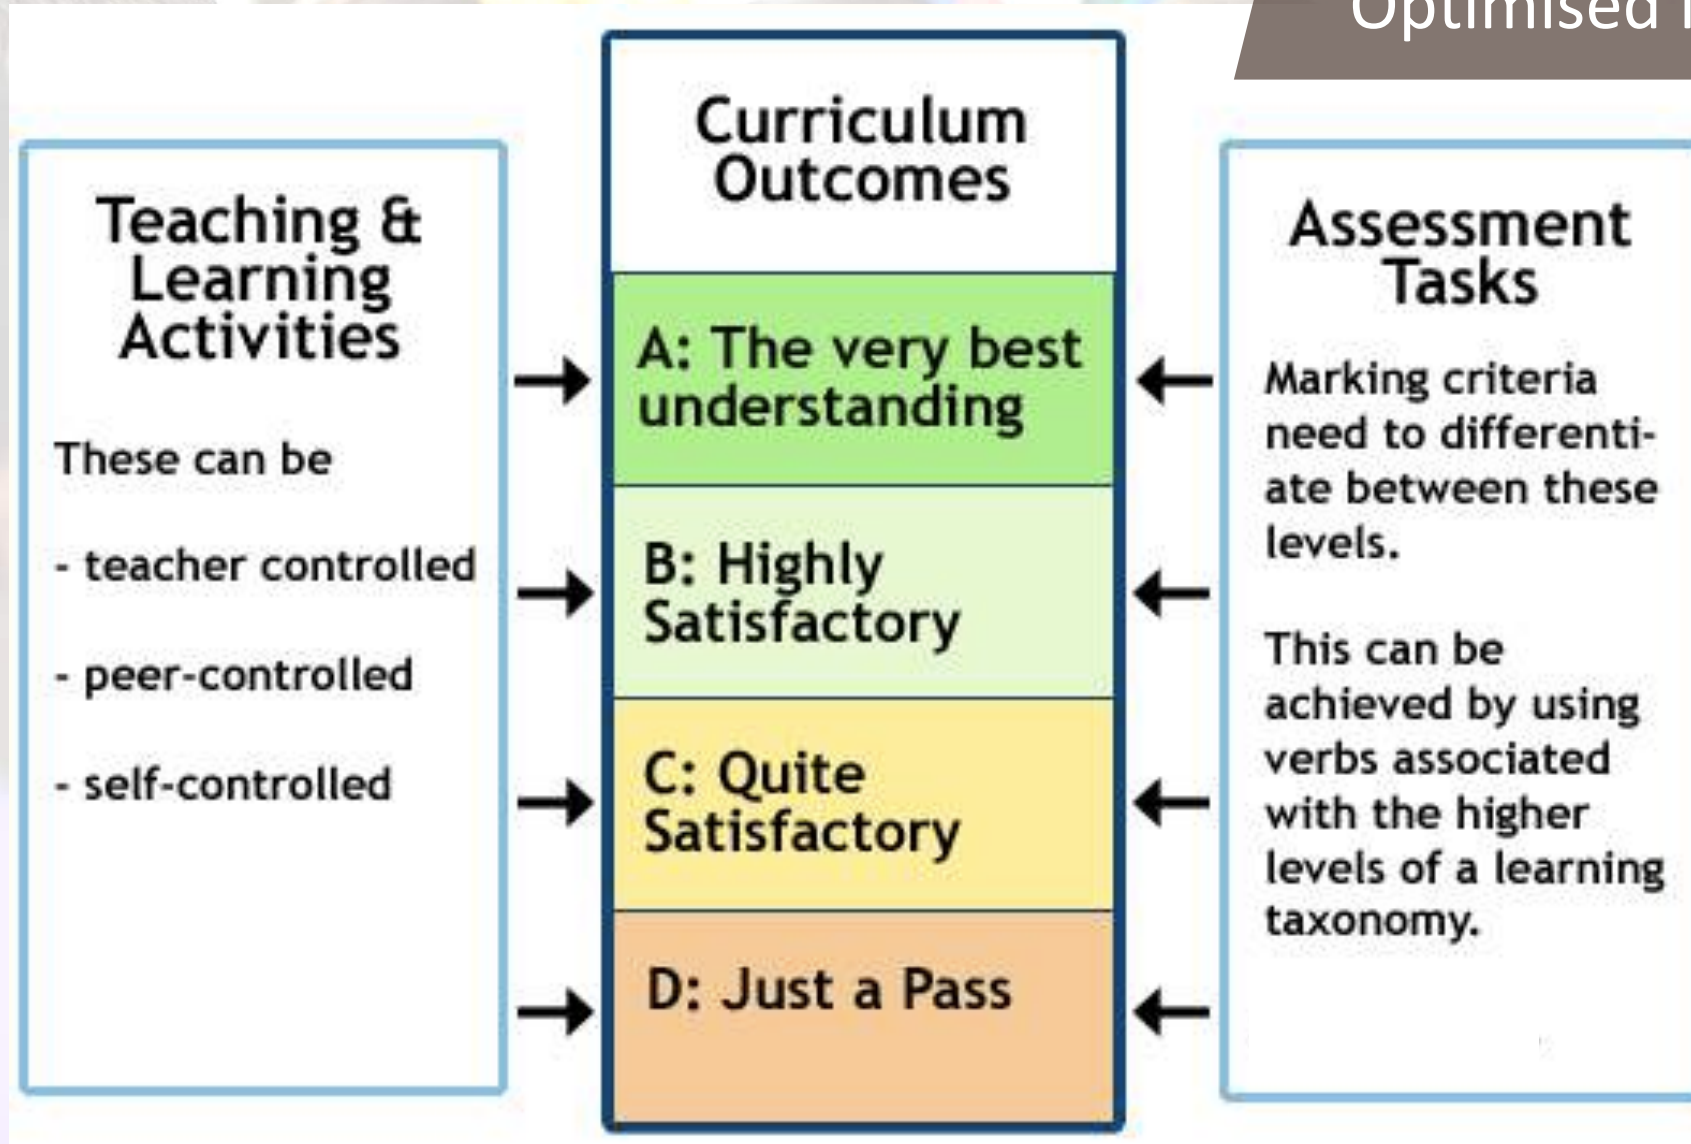 Optimised
Teaching &
Learning
Activities
These can be
- teacher controlled
- peer-controlled
- self-controlled
Curriculum
Outcomes
A: The very best
understanding
B: Highly
Satisfactory
C: Quite
Satisfactory
D: Just a Pass
Assessment
Tasks
Marking criteria
need to differenti-
ate between these
levels.
This can be
achieved by using
verbs associated
with the higher
levels of a learning
taxonomy.